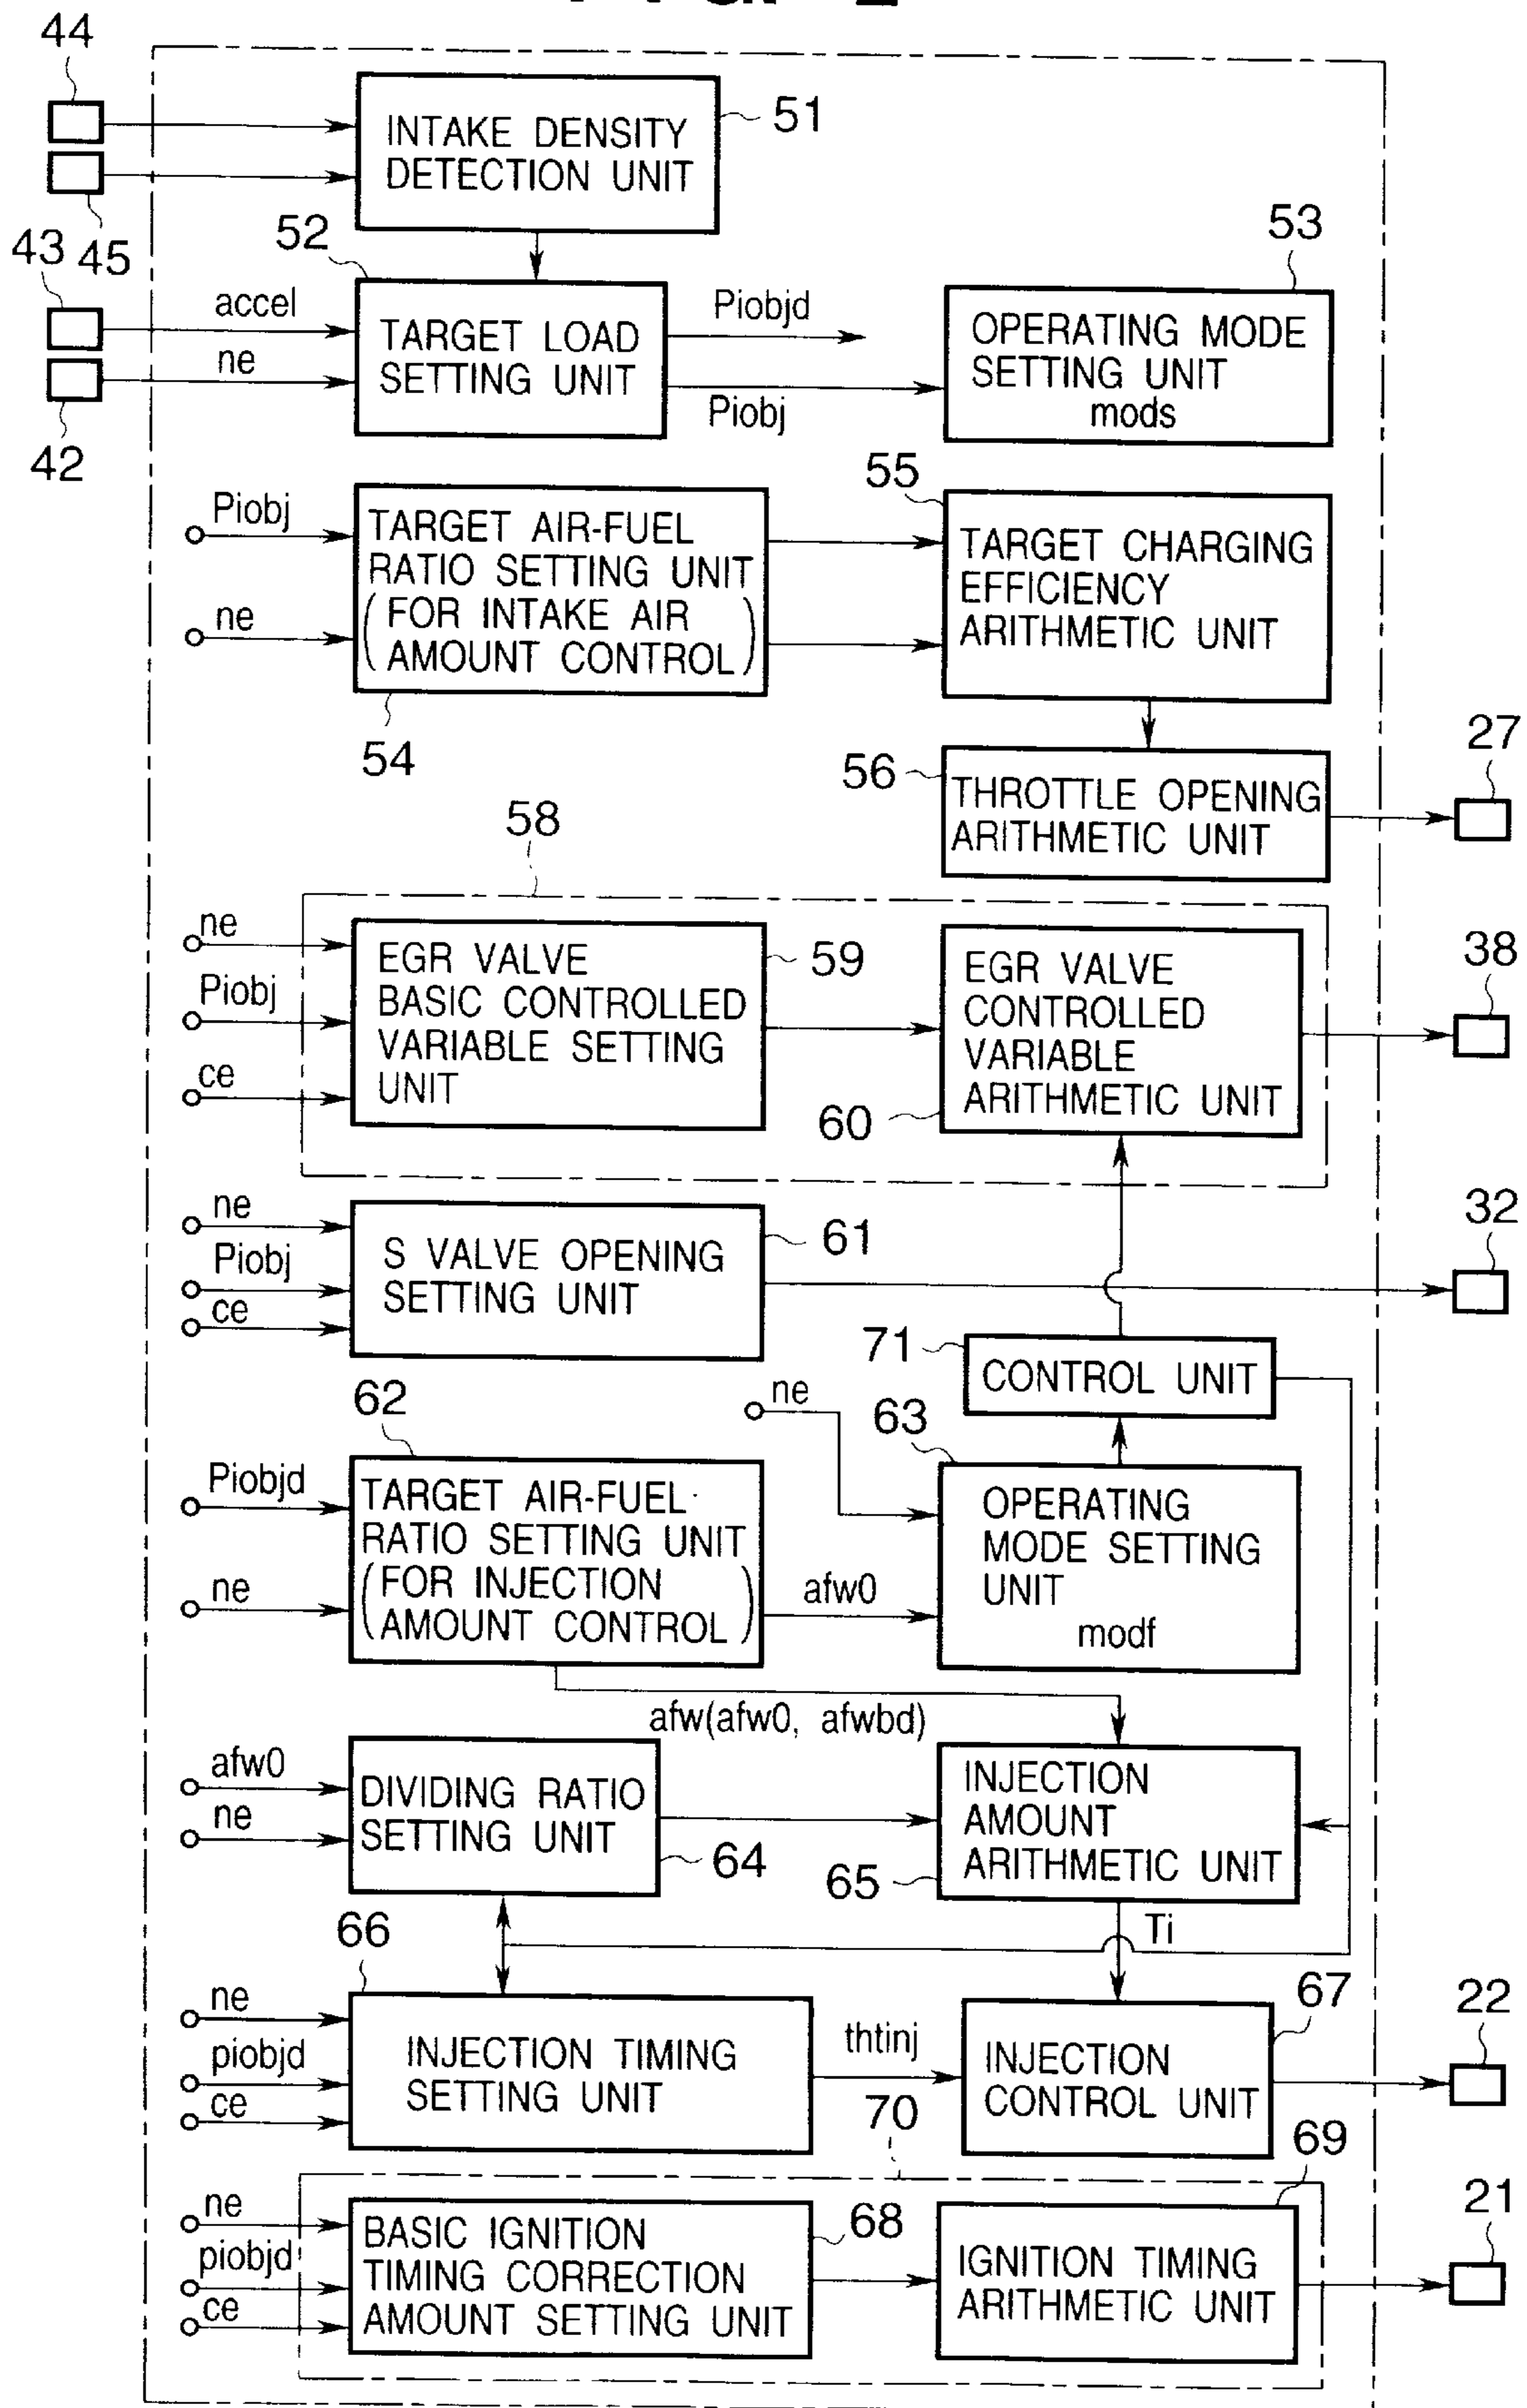 44
51
INTAKE DENSITY
DETECTION UNIT
45
43
52
53
accel
ne
TARGET LOAD
SETTING UNIT
Piobjd
Piobj
OPERATING MODE
SETTING UNIT
mods
42
55
Piobj
ne
TARGET AIR-FUEL
RATIO SETTING UNIT
(FOR INTAKE AIR
AMOUNT CONTROL)
TARGET CHARGING
EFFICIENCY
ARITHMETIC UNIT
54
56
THROTTLE OPENING
ARITHMETIC UNIT
27
58
ne
Piobj
ce
EGR VALVE
BASIC CONTROLLED
VARIABLE SETTING
UNIT
59
EGR VALVE
CONTROLLED
VARIABLE
ARITHMETIC UNIT
60
38
ne
Piobj
ce
S VALVE OPENING
SETTING UNIT
61
32
71
CONTROL UNIT
62
ne
63
Piobjd
ne
TARGET AIR-FUEL
RATIO SETTING UNIT
(FOR INJECTION
AMOUNT CONTROL)
afw0
OPERATING
MODE SETTING
UNIT
modf
afw(afw0, afwbd)
afw0
ne
DIVIDING RATIO
SETTING UNIT
64
INJECTION
AMOUNT
ARITHMETIC UNIT
65
66
Ti
67
ne
piobjd
ce
INJECTION TIMING
SETTING UNIT
thtinj
INJECTION
CONTROL UNIT
22
70
69
ne
piobjd
ce
BASIC IGNITION
TIMING CORRECTION
AMOUNT SETTING UNIT
68
IGNITION TIMING
ARITHMETIC UNIT
21